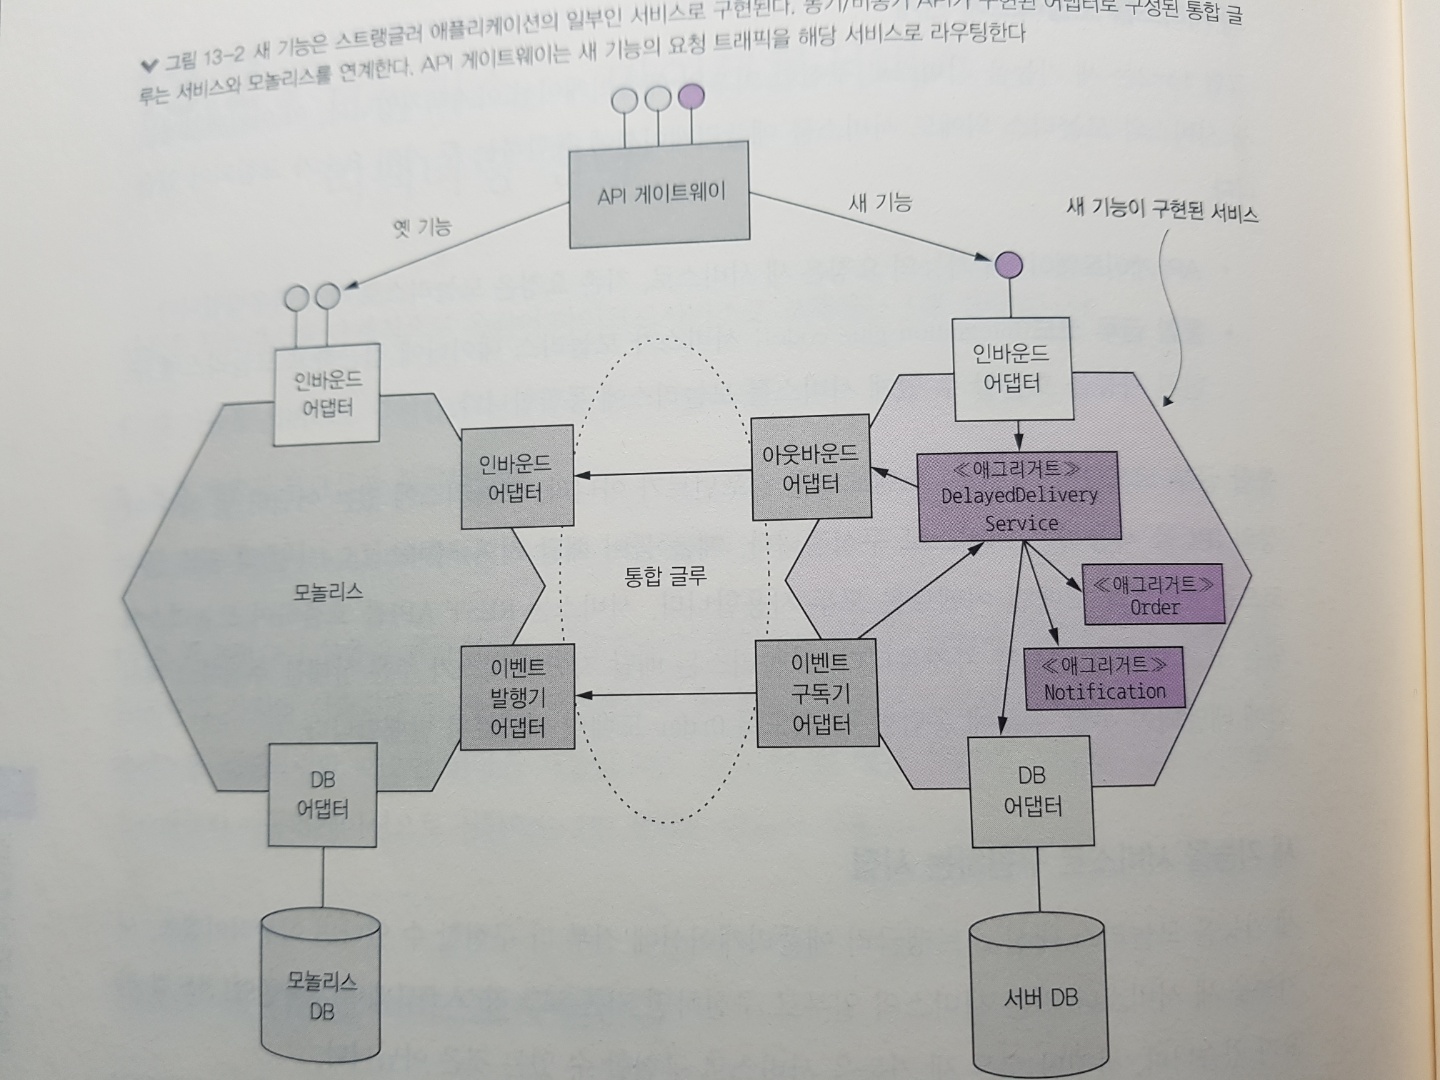 그림 13-2 새 기능은 스트랭글러 애플리케이션의 일부인 서비스로 구현된다. 동기/비동기 API가 구현된 어댑터로 구성된 통합 글
루는 서비스와 모놀리스를 연계한다. API 게이트웨이는 새 기능의 요청 트래픽을 해당 서비스로 라우팅한다
API 게이트웨이
옛 기능
새 기능
새 기능이 구현된 서비스
인바운드
어댑터
인바운드
어댑터
인바운드
어댑터
아웃바운드
어댑터
≪애그리거트≫
DelayedDelivery
Service
모놀리스
통합 글루
≪애그리거트≫
Order
이벤트
발행기
어댑터
이벤트
구독기
어댑터
≪애그리거트≫
Notification
DB
어댑터
DB
어댑터
모놀리스
DB
서버 DB